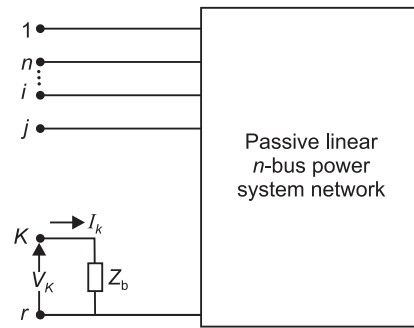 1
n
i
j
Passive linear
n-bus power
system network
K
I_k
V_K
Z_b
r